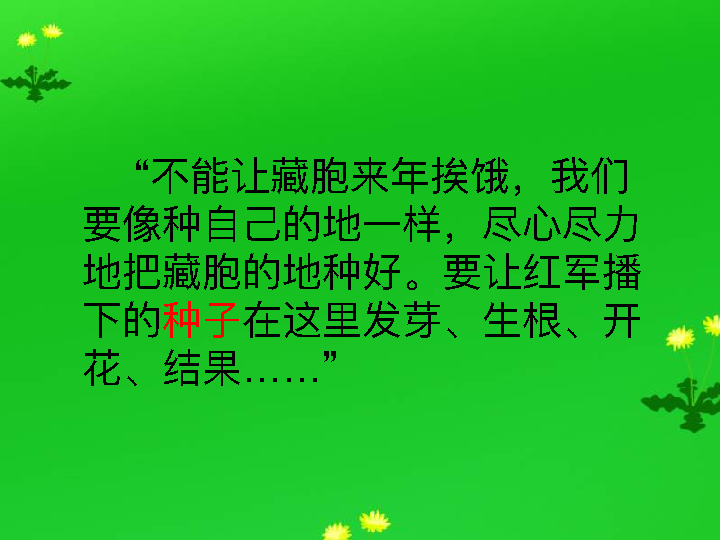 “不能让藏胞来年挨饿，我们
要像种自己的地一样，尽心尽力
地把藏胞的地种好。要让红军播
下的种子在这里发芽、生根、开
花、结果……”